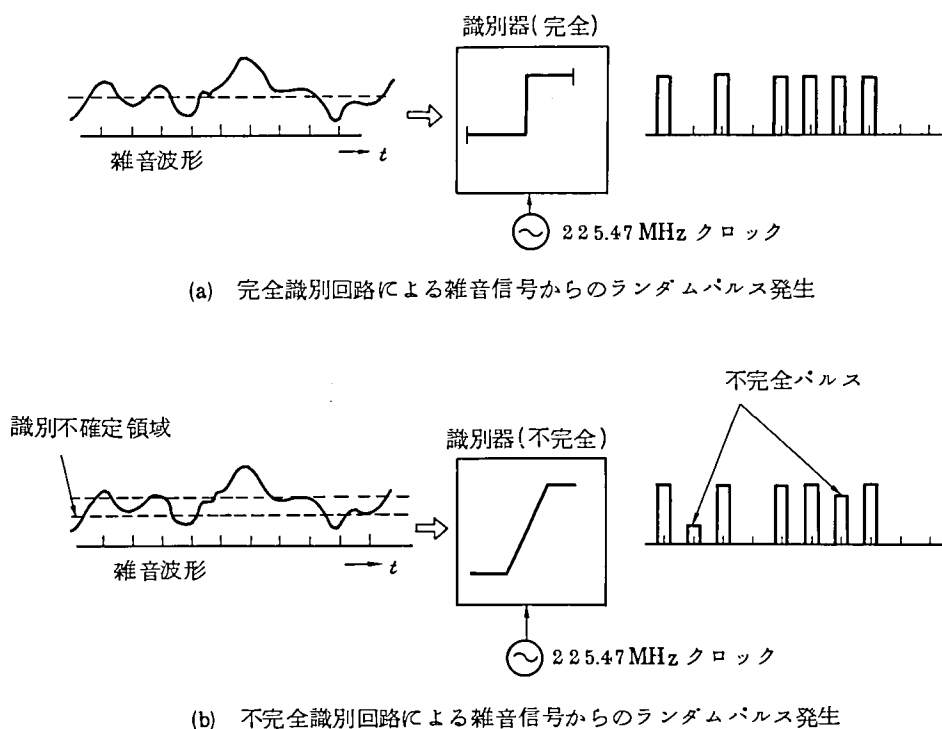 識別器(完全)
雑音波形
t
225.47MHz クロック
(a) 完全識別回路による雑音信号からのランダムパルス発生
不完全パルス
識別不確定領域
識別器(不完全)
雑音波形
t
225.47MHz クロック
(b) 不完全識別回路による雑音信号からのランダムパルス発生